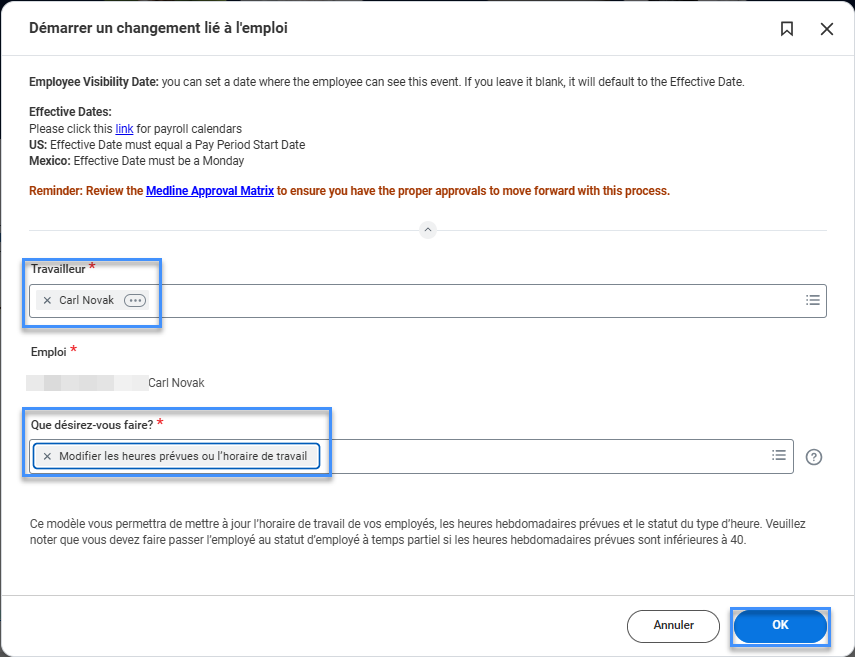 Démarrer un changement lié à l'emploi
Employee Visibility Date: you can set a date where the employee can see this event. If you leave it blank, it will default to the Effective Date.
Effective Dates:
Please click this link for payroll calendars
US: Effective Date must equal a Pay Period Start Date
Mexico: Effective Date must be a Monday
Reminder: Review the Medline Approval Matrix to ensure you have the proper approvals to move forward with this process.
Travailleur *
× Carl Novak
Emploi *
Carl Novak
Que désirez-vous faire? *
× Modifier les heures prévues ou l'horaire de travail
Ce modèle vous permettra de mettre à jour l'horaire de travail de vos employés, les heures hebdomadaires prévues et le statut du type d'heure. Veuillez
noter que vous devez faire passer l'employé au statut d'employé à temps partiel si les heures hebdomadaires prévues sont inférieures à 40.
Annuler
OK